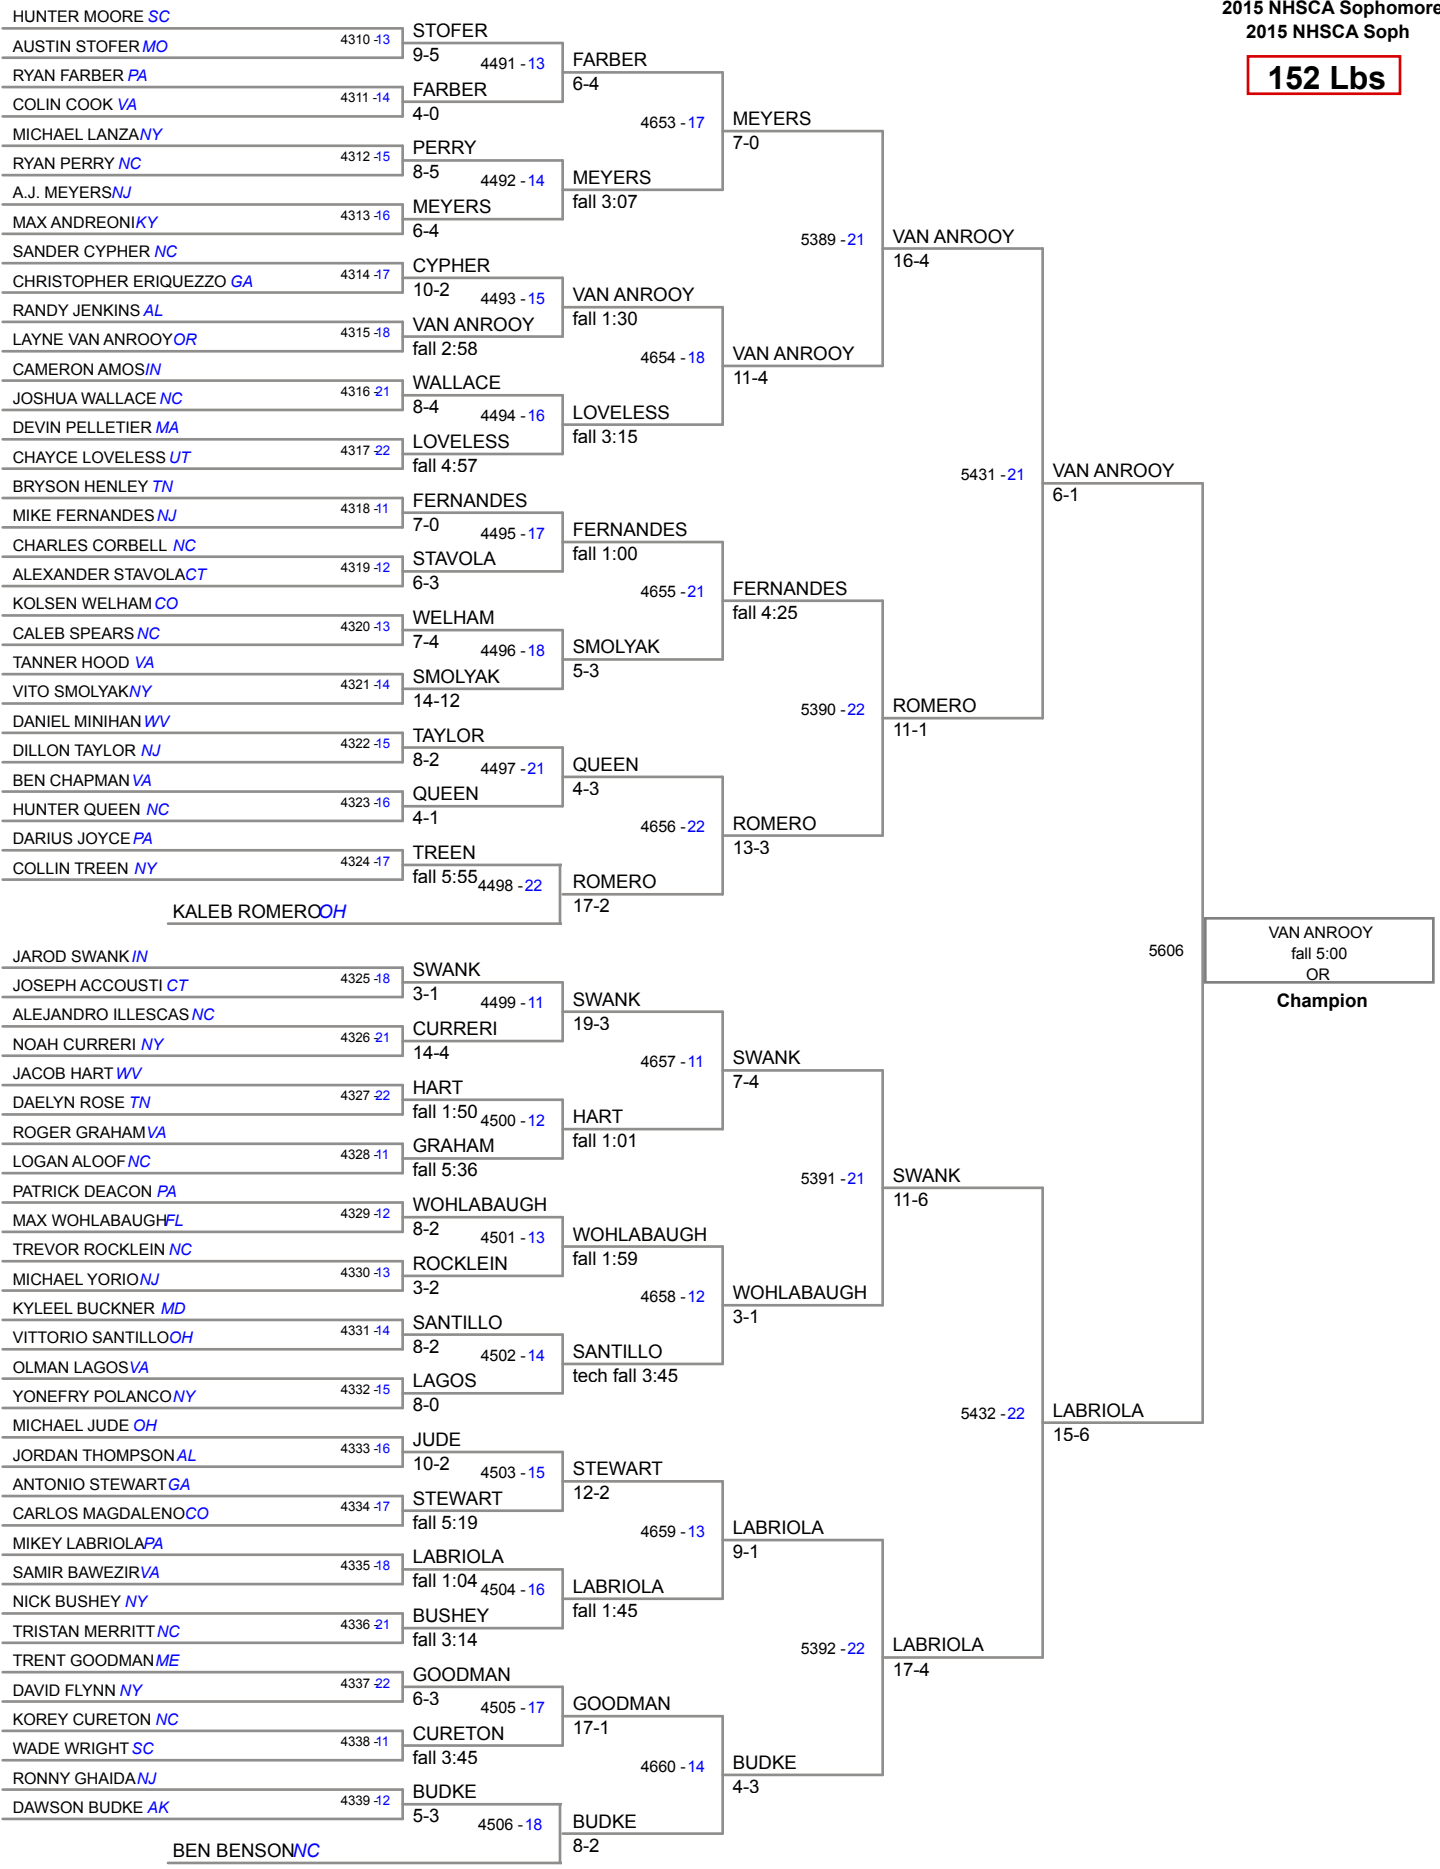 2015 NHSCA Sophomore
2015 NHSCA Soph
152 Lbs
HUNTER MOORE SC
AUSTIN STOFER MO
RYAN FARBER PA
COLIN COOK VA
MICHAEL LANZA NY
RYAN PERRY NC
A.J. MEYERS NJ
MAX ANDREONI KY
SANDER CYPHER NC
CHRISTOPHER ERIQUEZZO GA
RANDY JENKINS AL
LAYNE VAN ANROOY OR
CAMERON AMOS IN
JOSHUA WALLACE NC
DEVIN PELLETIER MA
CHAYCE LOVELESS UT
BRYSON HENLEY TN
MIKE FERNANDES NJ
CHARLES CORBELL NC
ALEXANDER STAVOLA CT
KOLSEN WELHAM CO
CALEB SPEARS NC
TANNER HOOD VA
VITO SMOLYAK NY
DANIEL MINIHAN WV
DILLON TAYLOR NJ
BEN CHAPMAN VA
HUNTER QUEEN NC
DARIUS JOYCE PA
COLLIN TREEN NY
KALEB ROMERO OH
JAROD SWANK IN
JOSEPH ACCOUSTI CT
ALEJANDRO ILLESCAS NC
NOAH CURRERI NY
JACOB HART WV
DAELYN ROSE TN
ROGER GRAHAM VA
LOGAN ALOOF NC
PATRICK DEACON PA
MAX WOHLABAUGH FL
TREVOR ROCKLEIN NC
MICHAEL YORIO NJ
KYLEEL BUCKNER MD
VITTORIO SANTILLO OH
OLMAN LAGOS VA
YONEFRY POLANCO NY
MICHAEL JUDE OH
JORDAN THOMPSON AL
ANTONIO STEWART GA
CARLOS MAGDALENO CO
MIKEY LABRIOLA PA
SAMIR BAWEZIR VA
NICK BUSHEY NY
TRISTAN MERRITT NC
TRENT GOODMAN ME
DAVID FLYNN NY
KOREY CURETON NC
WADE WRIGHT SC
RONNY GHAIDA NJ
DAWSON BUDKE AK
BEN BENSON NC
4310 -13
4311 -14
4312 -15
4313 -16
4314 -17
4315 -18
4316 -21
4317 -22
4318 -11
4319 -12
4320 -13
4321 -14
4322 -15
4323 -16
4324 -17
4325 -18
4326 -21
4327 -22
4328 -11
4329 -12
4330 -13
4331 -14
4332 -15
4333 -16
4334 -17
4335 -18
4336 -21
4337 -22
4338 -11
4339 -12
STOFER
9-5
FARBER
4-0
PERRY
8-5
MEYERS
6-4
CYPHER
10-2
VAN ANROOY
fall 2:58
WALLACE
8-4
LOVELESS
fall 4:57
FERNANDES
7-0
STAVOLA
6-3
WELHAM
7-4
SMOLYAK
14-12
TAYLOR
8-2
QUEEN
4-1
TREEN
fall 5:55
SWANK
3-1
CURRERI
14-4
HART
fall 1:50
GRAHAM
fall 5:36
WOHLABAUGH
8-2
ROCKLEIN
3-2
SANTILLO
8-2
LAGOS
8-0
JUDE
10-2
STEWART
fall 5:19
LABRIOLA
fall 1:04
BUSHEY
fall 3:14
GOODMAN
6-3
CURETON
fall 3:45
BUDKE
5-3
4491 - 13
4492 - 14
4493 - 15
4494 - 16
4495 - 17
4496 - 18
4497 - 21
4498 - 22
4499 - 11
4500 - 12
4501 - 13
4502 - 14
4503 - 15
4504 - 16
4505 - 17
4506 - 18
FARBER
6-4
MEYERS
fall 3:07
VAN ANROOY
fall 1:30
LOVELESS
fall 3:15
FERNANDES
fall 1:00
SMOLYAK
5-3
QUEEN
4-3
ROMERO
17-2
SWANK
19-3
HART
fall 1:01
WOHLABAUGH
fall 1:59
SANTILLO
tech fall 3:45
STEWART
12-2
LABRIOLA
fall 1:45
GOODMAN
17-1
BUDKE
8-2
4653 - 17
4654 - 18
4655 - 21
4656 - 22
4657 - 11
4658 - 12
4659 - 13
4660 - 14
MEYERS
7-0
VAN ANROOY
11-4
FERNANDES
fall 4:25
ROMERO
13-3
SWANK
7-4
WOHLABAUGH
3-1
LABRIOLA
9-1
BUDKE
4-3
5389 - 21
5390 - 22
5391 - 21
5392 - 22
VAN ANROOY
16-4
ROMERO
11-1
SWANK
11-6
LABRIOLA
17-4
5431 - 21
5432 - 22
VAN ANROOY
6-1
LABRIOLA
15-6
5606
VAN ANROOY
fall 5:00
OR
Champion